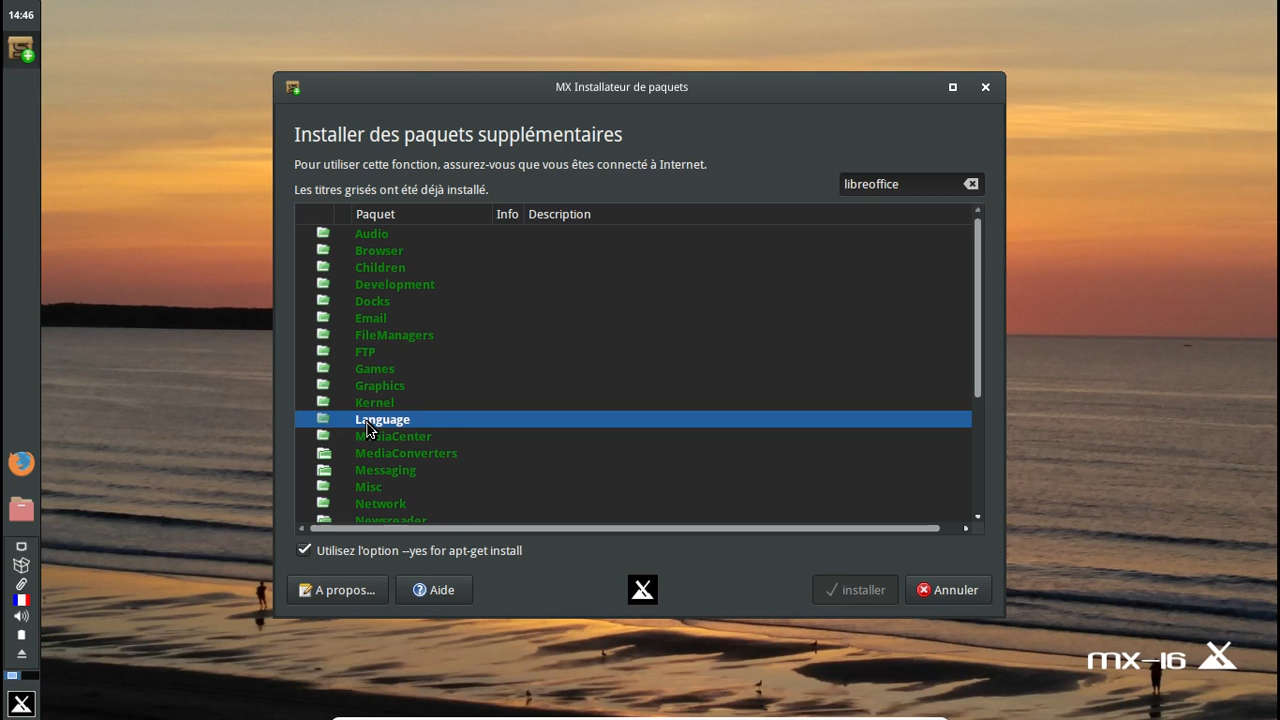 14:46
MX Installateur de paquets
Installer des paquets supplémentaires
Pour utiliser cette fonction, assurez-vous que vous êtes connecté à Internet.
Les titres grisés ont été déjà installé.
libreoffice
Paquet Info Description
Audio
Browser
Children
Development
Docks
Email
FileManagers
FTP
Games
Graphics
Kernel
Language
MediaCenter
MediaConverters
Messaging
Misc
Network
Newsreader
Utilisez l'option --yes for apt-get install
A propos... Aide installer Annuler
mx-16